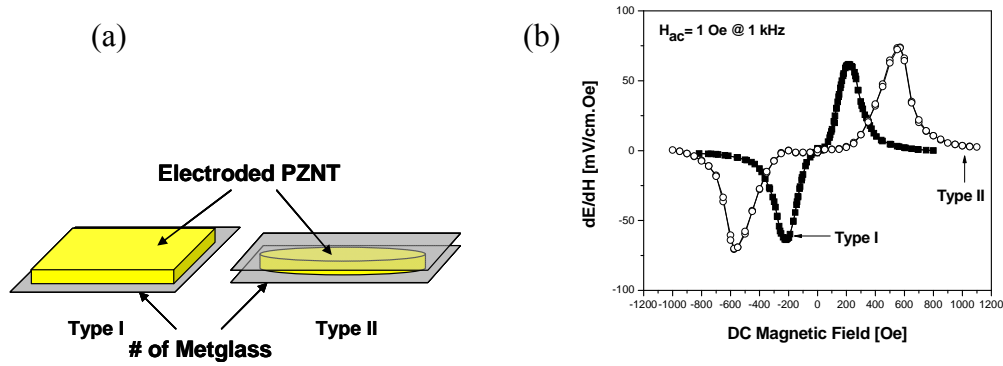 (a)
Electroded PZNT
Type I
Type II
# of Metglass
(b)
H_ac= 1 Oe @ 1 kHz
dE/dH [mV/cm.Oe]
100
50
0
-50
-100
Type II
Type I
-1200 -1000 -800 -600 -400 -200 0 200 400 600 800 1000 1200
DC Magnetic Field [Oe]